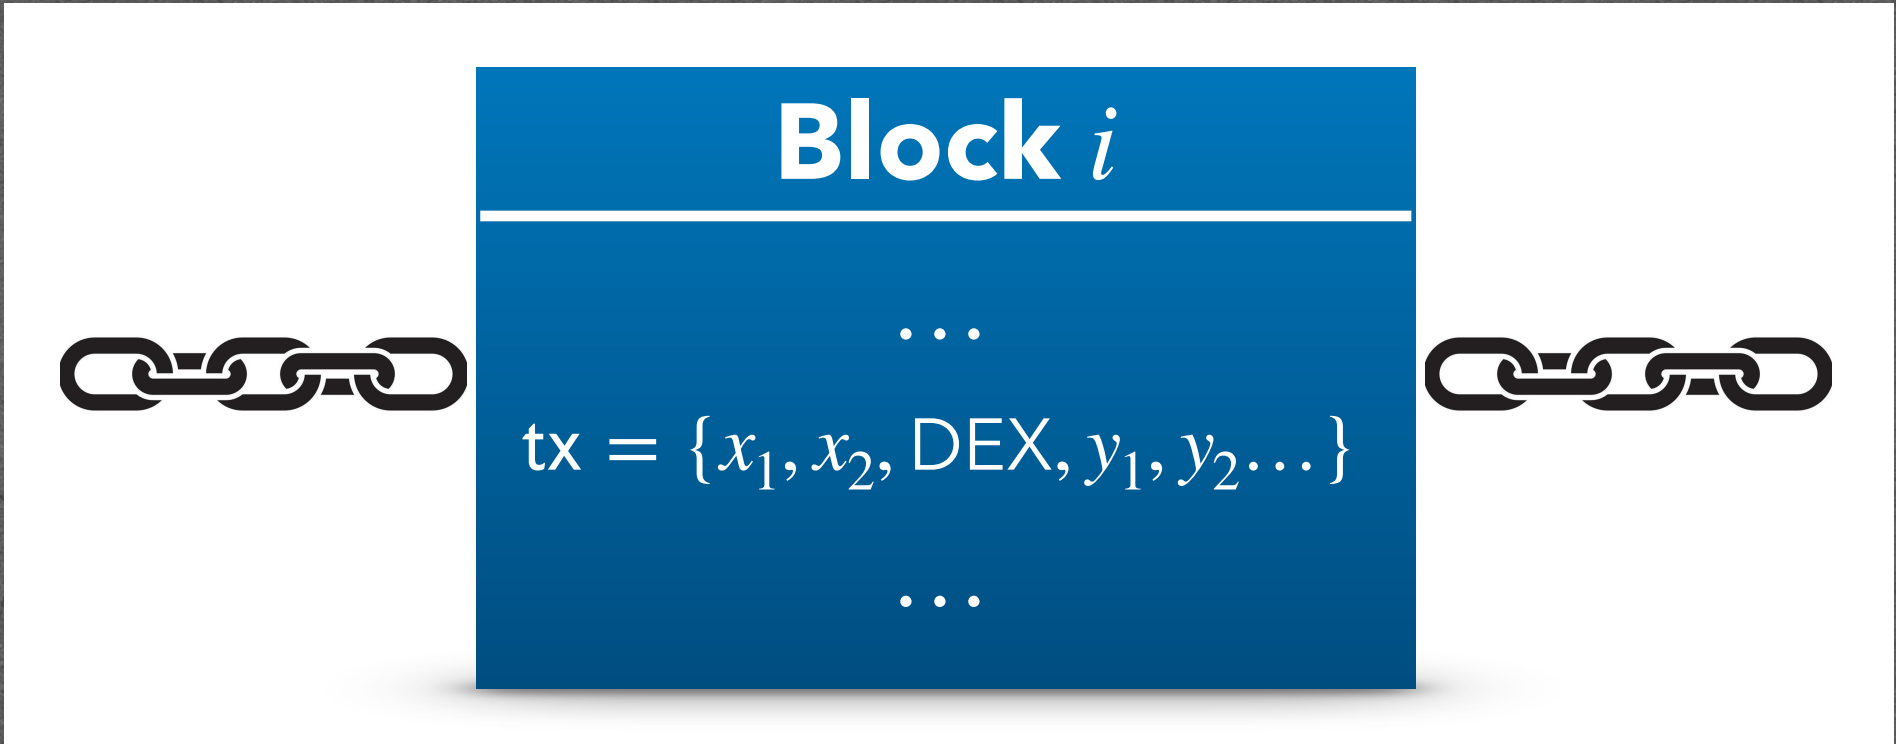 Block i
...
tx = {x₁, x₂, DEX, y₁, y₂...}
...